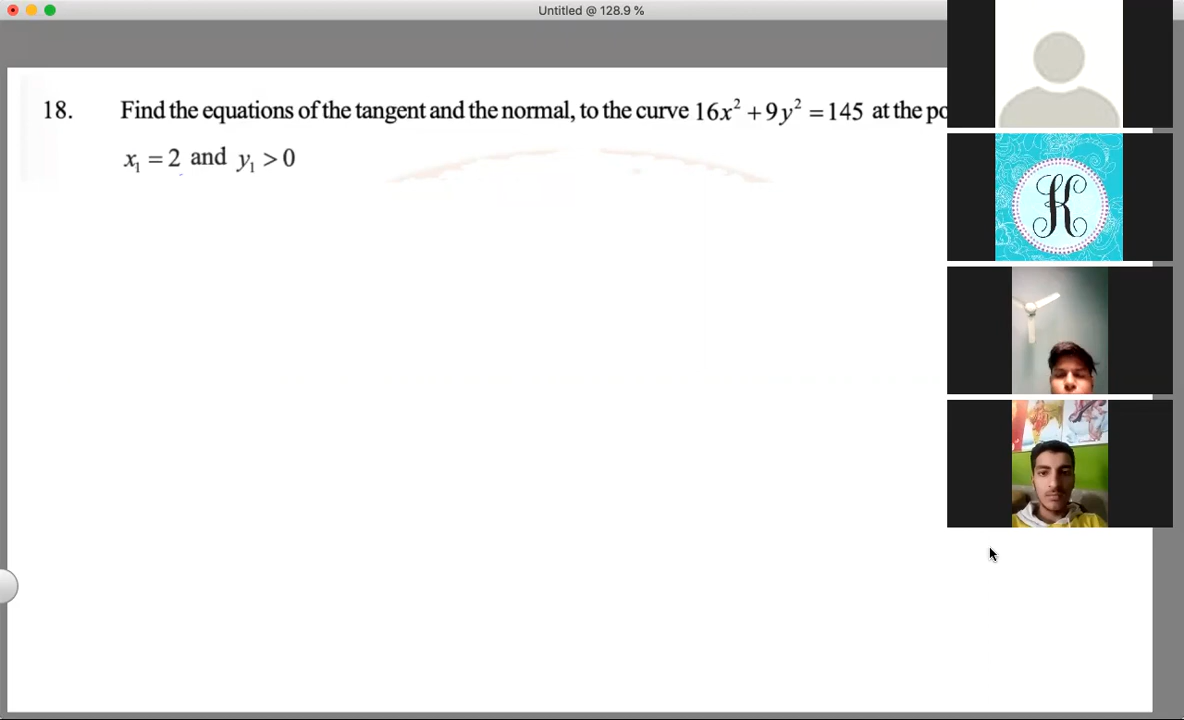 Untitled @ 128.9 %
18. Find the equations of the tangent and the normal, to the curve 16x² + 9y² = 145 at the
x₁ = 2 and y₁ > 0
K